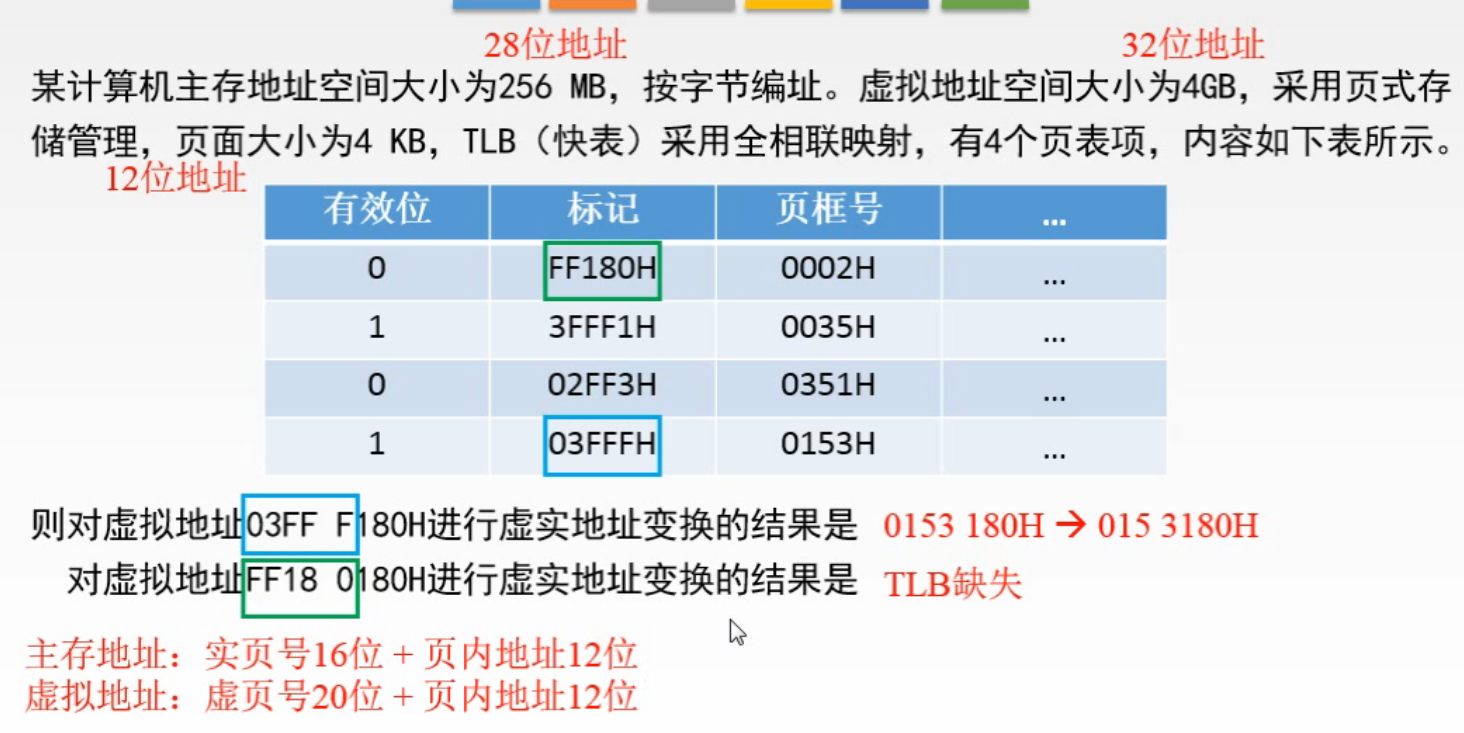 28位地址 32位地址
某计算机主存地址空间大小为256 MB，按字节编址。虚拟地址空间大小为4GB，采用页式存
储管理，页面大小为4 KB，TLB（快表）采用全相联映射，有4个页表项，内容如下表所示。
12位地址
有效位 标记 页框号 …
0 FF180H 0002H …
1 3FFF1H 0035H …
0 02FF3H 0351H …
1 03FFFH 0153H …
则对虚拟地址03FF F180H进行虚实地址变换的结果是 0153 180H → 015 3180H
对虚拟地址FF18 0180H进行虚实地址变换的结果是 TLB缺失
主存地址：实页号16位 + 页内地址12位
虚拟地址：虚页号20位 + 页内地址12位